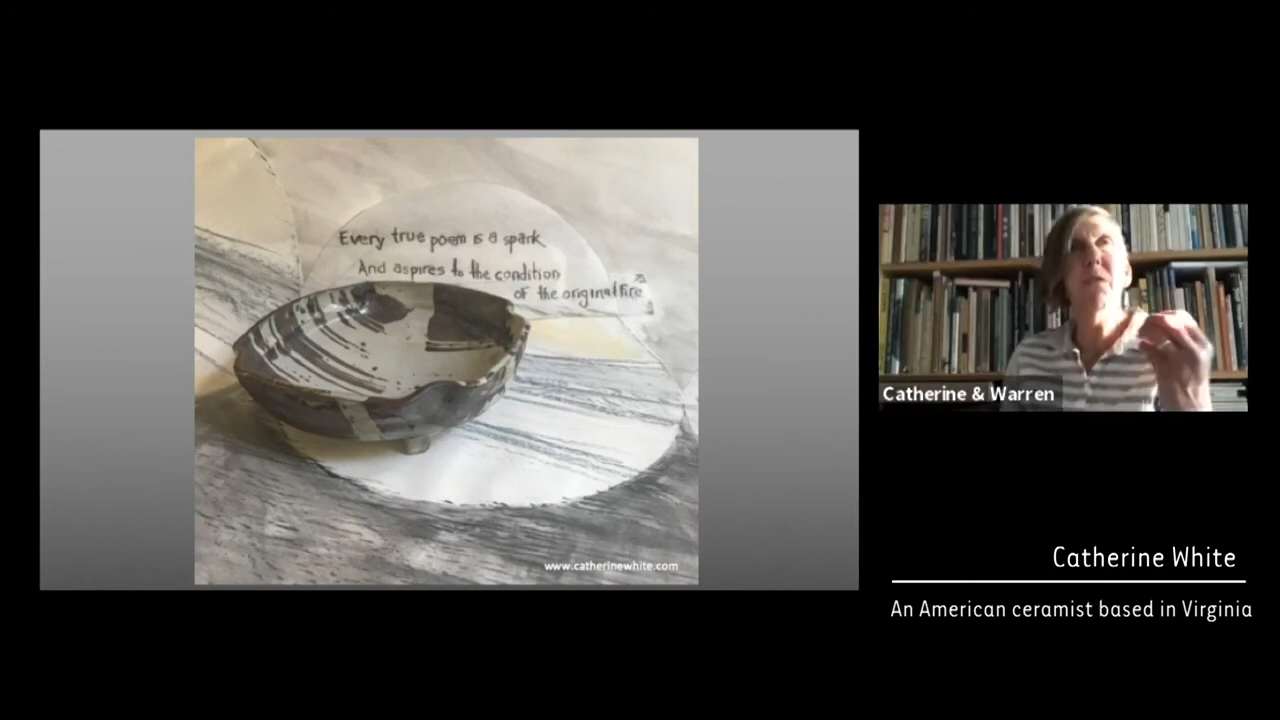 Every true poem is a spark
And aspires to the condition
of the original fire
www.catherinewhite.com
Catherine & Warren
Catherine White
An American ceramist based in Virginia